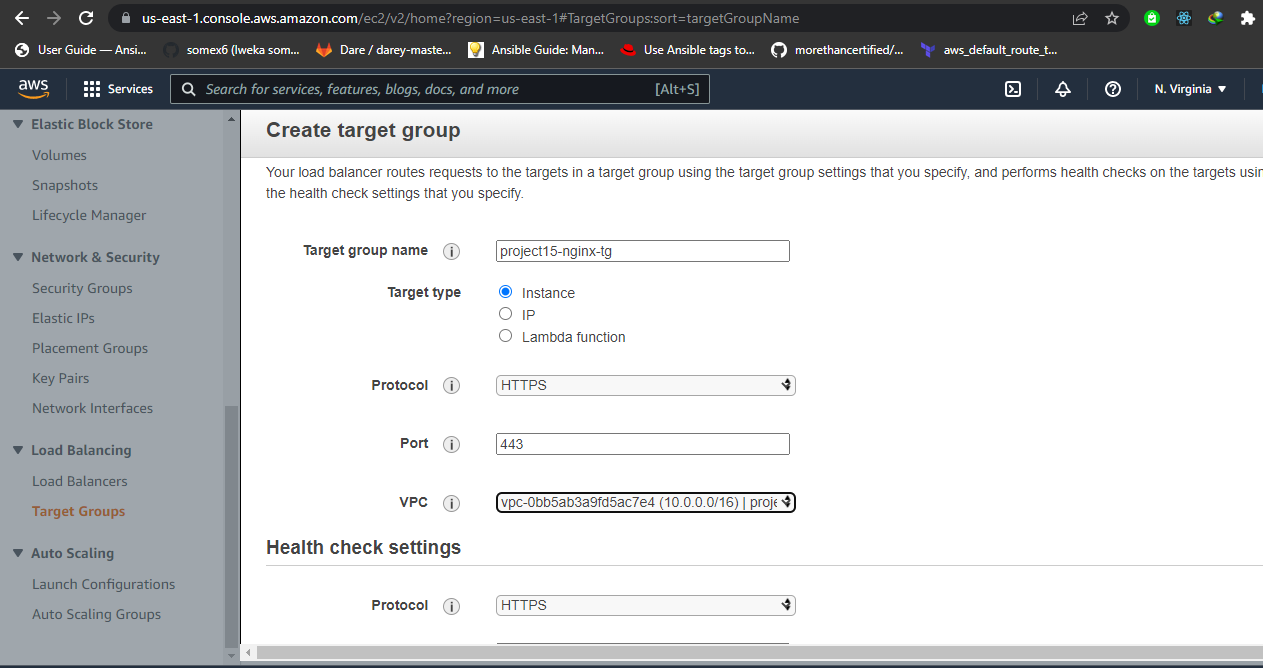 us-east-1.console.aws.amazon.com/ec2/v2/home?region=us-east-1#TargetGroups:sort=targetGroupName
User Guide — Ansi... somex6 (lweka som... Dare / darey-maste... Ansible Guide: Man... Use Ansible tags to... morethancertified/... aws_default_route_t...
aws Services Search for services, features, blogs, docs, and more [Alt+S] N. Virginia
Elastic Block Store
Volumes
Snapshots
Lifecycle Manager
Network & Security
Security Groups
Elastic IPs
Placement Groups
Key Pairs
Network Interfaces
Load Balancing
Load Balancers
Target Groups
Auto Scaling
Launch Configurations
Auto Scaling Groups
Create target group
Your load balancer routes requests to the targets in a target group using the target group settings that you specify, and performs health checks on the targets usin
the health check settings that you specify.
Target group name i project15-nginx-tg
Target type Instance
IP
Lambda function
Protocol i HTTPS
Port i 443
VPC i vpc-0bb5ab3a9fd5ac7e4 (10.0.0.0/16) | proje
Health check settings
Protocol i HTTPS